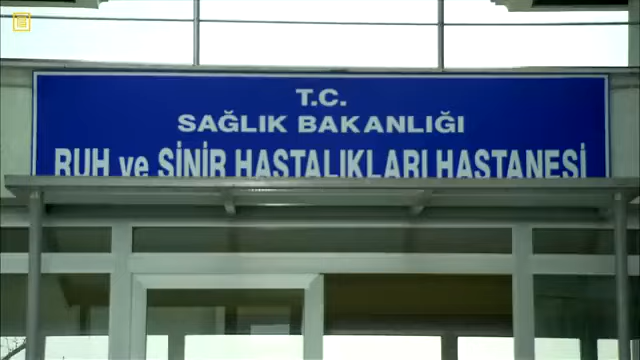 T.C.
SAĞLIK BAKANLIĞI
RUH ve SİNİR HASTALIKLARI HASTANESİ